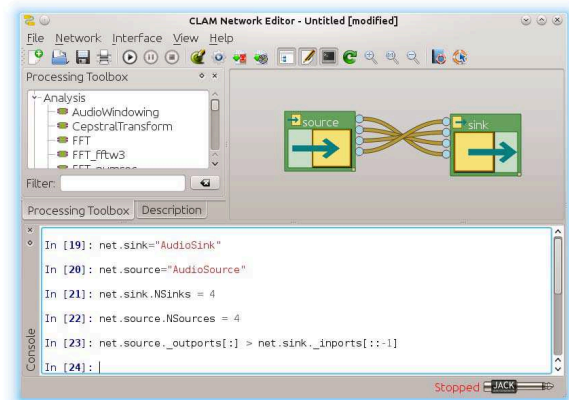 CLAM Network Editor - Untitled [modified]
File Network Interface View Help
Processing Toolbox
Analysis
AudioWindowing
CepstralTransform
FFT
FFT_fftw3
Filter:
Processing Toolbox Description
source
sink
Console
In [19]: net.sink="AudioSink"
In [20]: net.source="AudioSource"
In [21]: net.sink.NSinks = 4
In [22]: net.source.NSources = 4
In [23]: net.source._outports[:] > net.sink._inports[::-1]
In [24]:
Stopped JACK